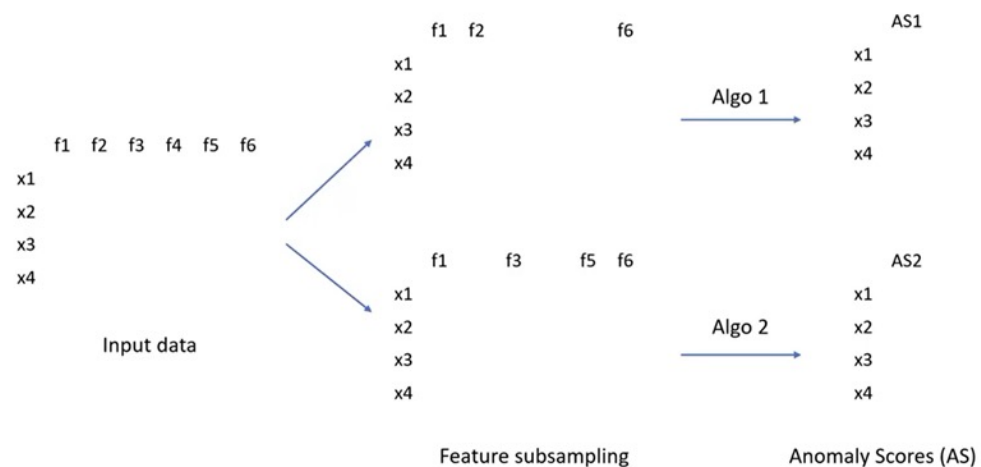 f1 f2 f3 f4 f5 f6
x1
x2
x3
x4
Input data
f1 f2 f6
x1
x2
x3
x4
Algo 1
AS1
x1
x2
x3
x4
f1 f3 f5 f6
x1
x2
x3
x4
Algo 2
AS2
x1
x2
x3
x4
Feature subsampling
Anomaly Scores (AS)